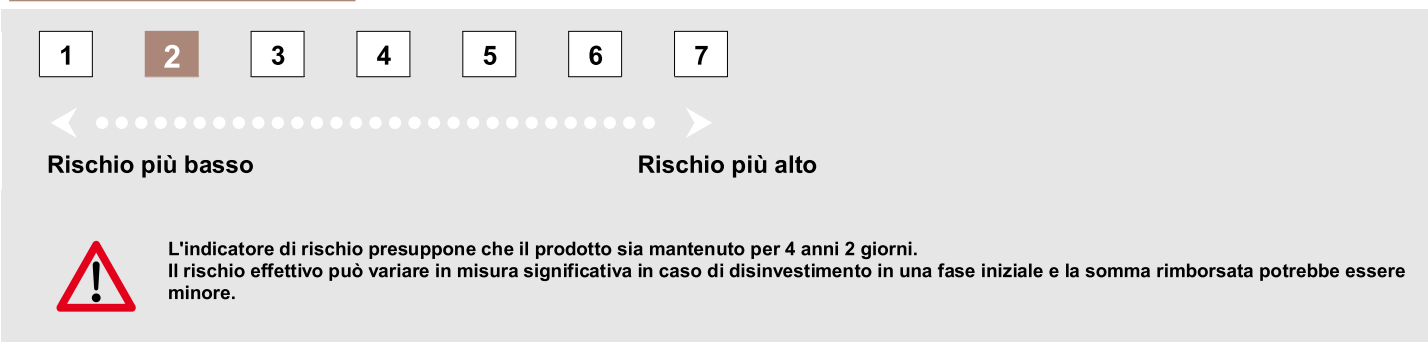 1 2 3 4 5 6 7
Rischio più basso Rischio più alto
L'indicatore di rischio presuppone che il prodotto sia mantenuto per 4 anni 2 giorni.
Il rischio effettivo può variare in misura significativa in caso di disinvestimento in una fase iniziale e la somma rimborsata potrebbe essere
minore.